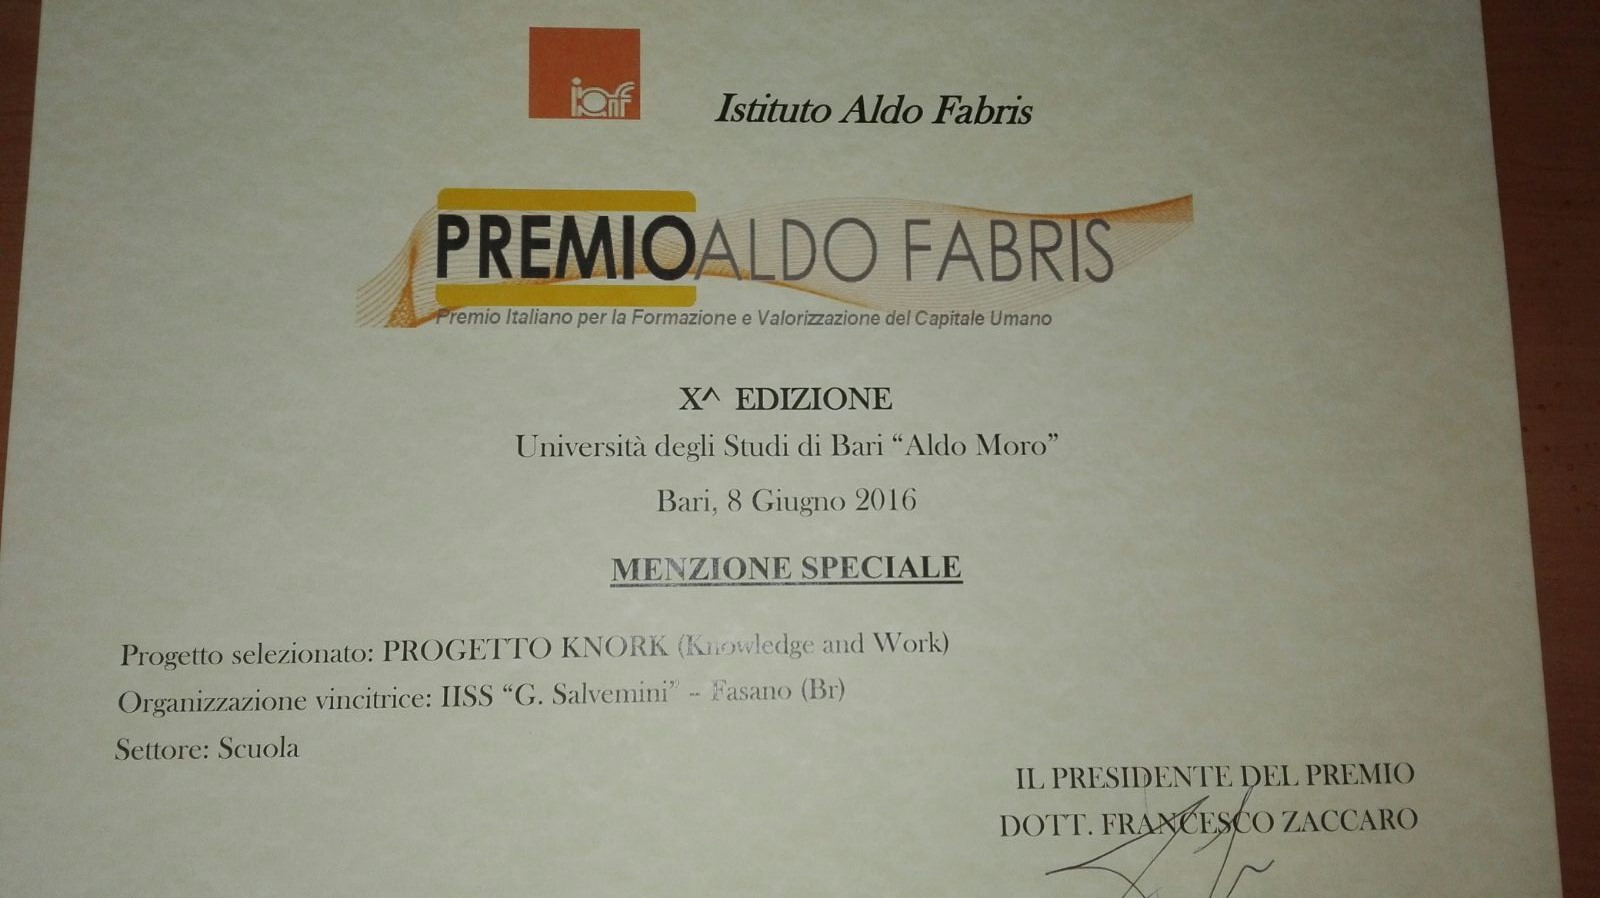 iaf
Istituto Aldo Fabris
PREMIO ALDO FABRIS
Premio Italiano per la Formazione e Valorizzazione del Capitale Umano
X^ EDIZIONE
Università degli Studi di Bari “Aldo Moro”
Bari, 8 Giugno 2016
MENZIONE SPECIALE
Progetto selezionato: PROGETTO KNORK (Knowledge and Work)
Organizzazione vincitrice: IISS “G. Salvemini” – Fasano (Br)
Settore: Scuola
IL PRESIDENTE DEL PREMIO
DOTT. FRANCESCO ZACCARO